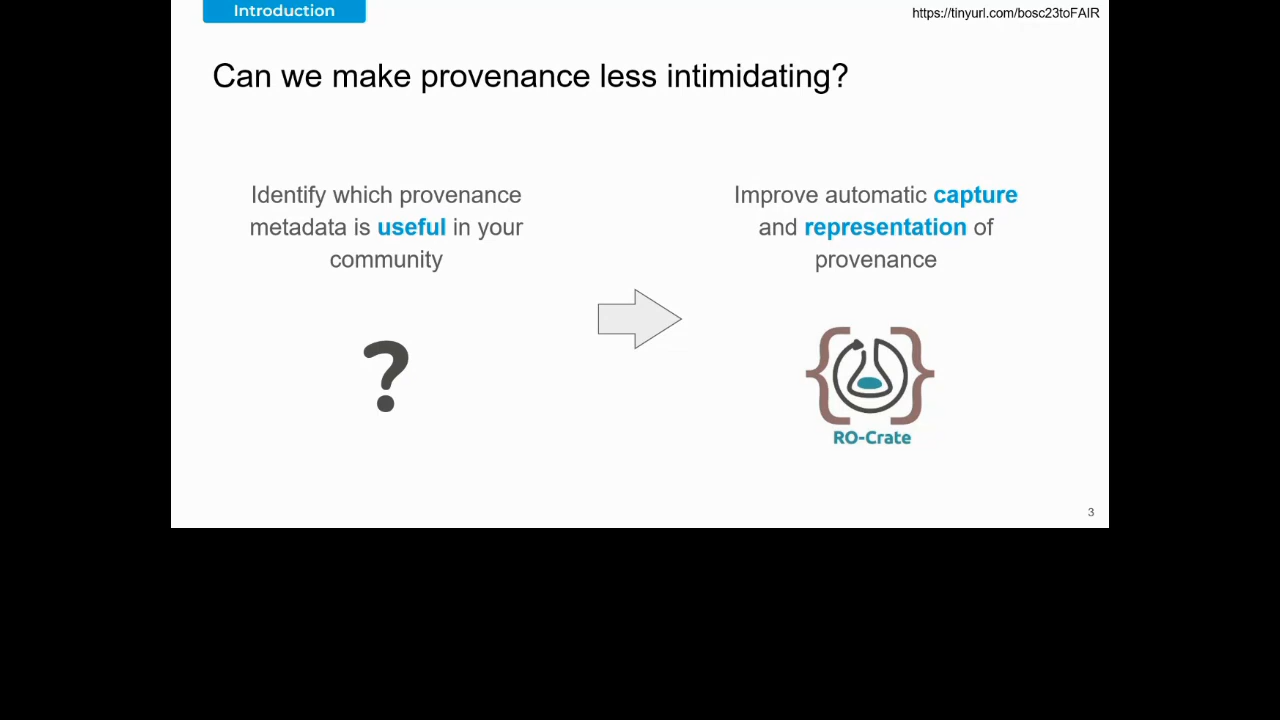 Introduction
https://tinyurl.com/bosc23toFAIR
Can we make provenance less intimidating?
Identify which provenance
metadata is useful in your
community
?
Improve automatic capture
and representation of
provenance
RO-Crate
3